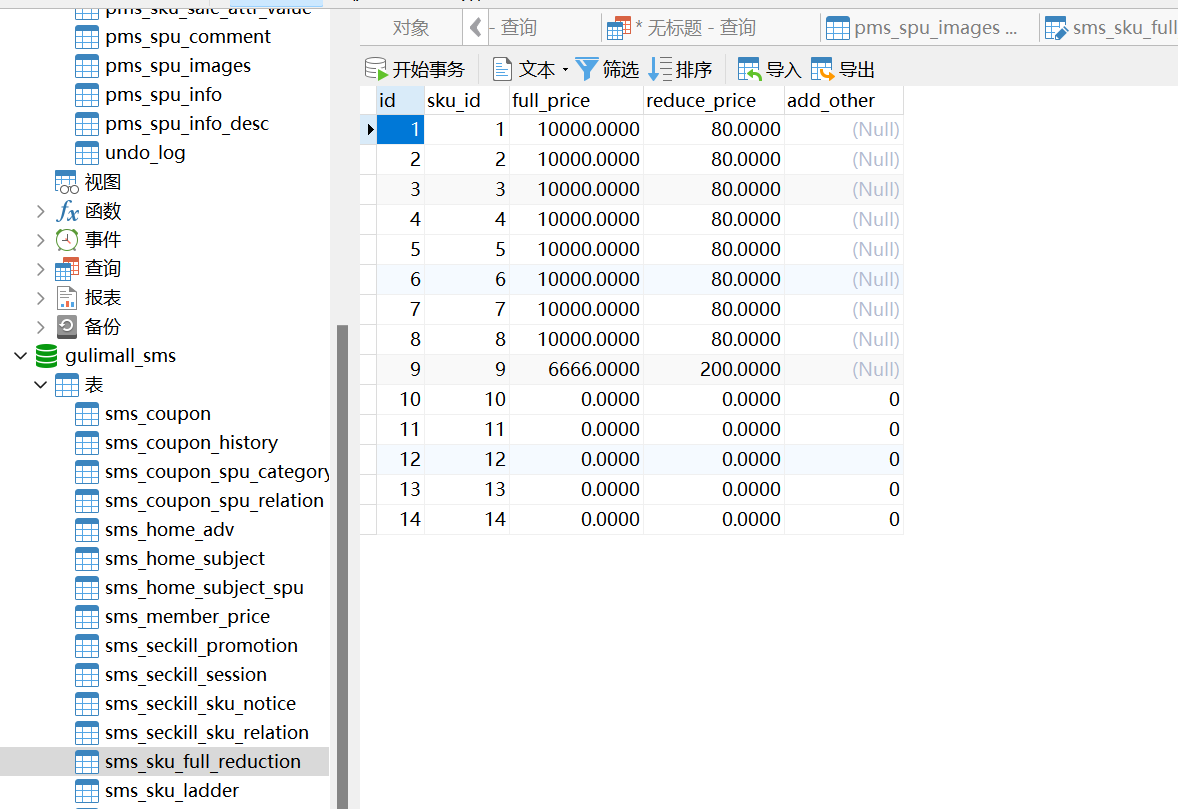 pms_sku_sale_attr_value
pms_spu_comment
pms_spu_images
pms_spu_info
pms_spu_info_desc
undo_log
视图
fx 函数
事件
查询
报表
备份
gulimall_sms
表
sms_coupon
sms_coupon_history
sms_coupon_spu_category
sms_coupon_spu_relation
sms_home_adv
sms_home_subject
sms_home_subject_spu
sms_member_price
sms_seckill_promotion
sms_seckill_session
sms_seckill_sku_notice
sms_seckill_sku_relation
sms_sku_full_reduction
sms_sku_ladder
对象 - 查询 * 无标题 - 查询 pms_spu_images ... sms_sku_full
开始事务 文本 筛选 排序 导入 导出
id sku_id full_price reduce_price add_other
1 1 10000.0000 80.0000 (Null)
2 2 10000.0000 80.0000 (Null)
3 3 10000.0000 80.0000 (Null)
4 4 10000.0000 80.0000 (Null)
5 5 10000.0000 80.0000 (Null)
6 6 10000.0000 80.0000 (Null)
7 7 10000.0000 80.0000 (Null)
8 8 10000.0000 80.0000 (Null)
9 9 6666.0000 200.0000 (Null)
10 10 0.0000 0.0000 0
11 11 0.0000 0.0000 0
12 12 0.0000 0.0000 0
13 13 0.0000 0.0000 0
14 14 0.0000 0.0000 0